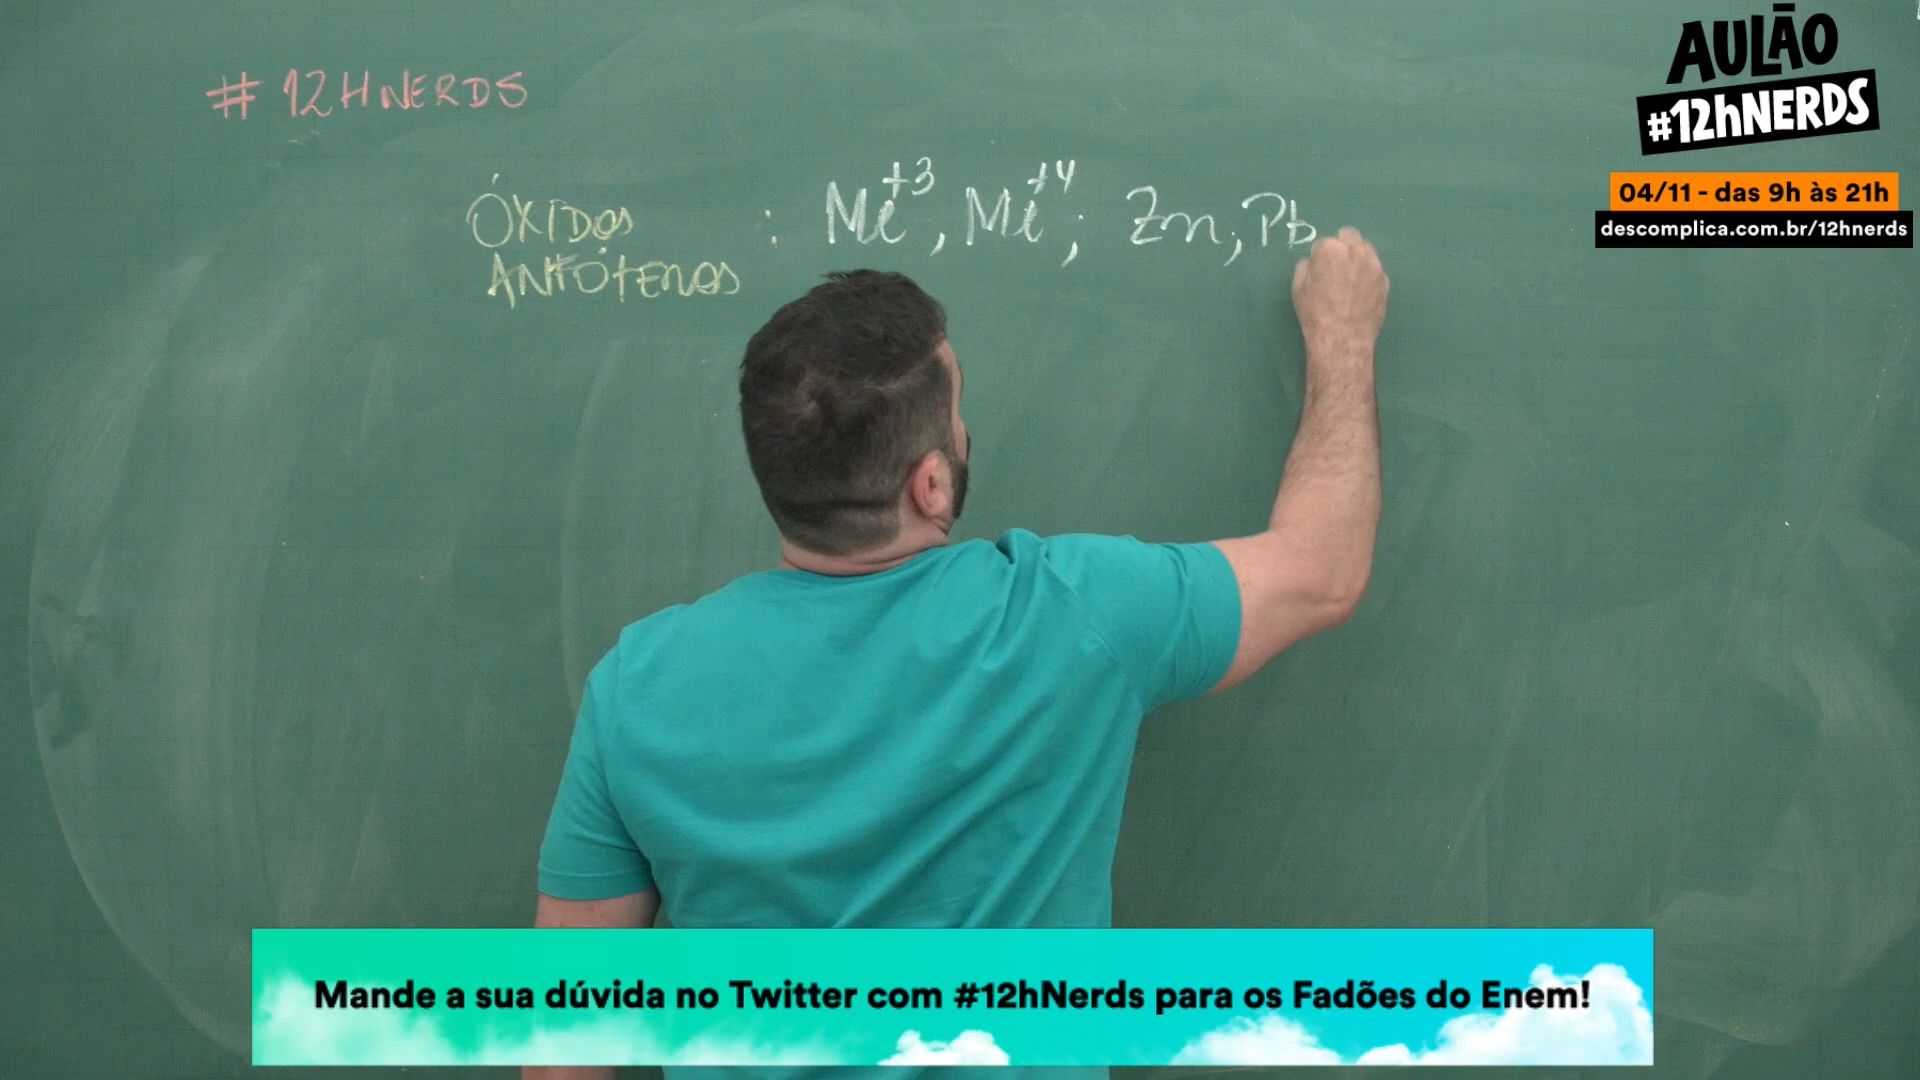 # 12HNERDS
ÓXIDOS : Me+3, Me+4; Zn; Pb
ANFÓTEROS
AULÃO
#12hNERDS
04/11 - das 9h às 21h
descomplica.com.br/12hnerds
Mande a sua dúvida no Twitter com #12hNerds para os Fadões do Enem!